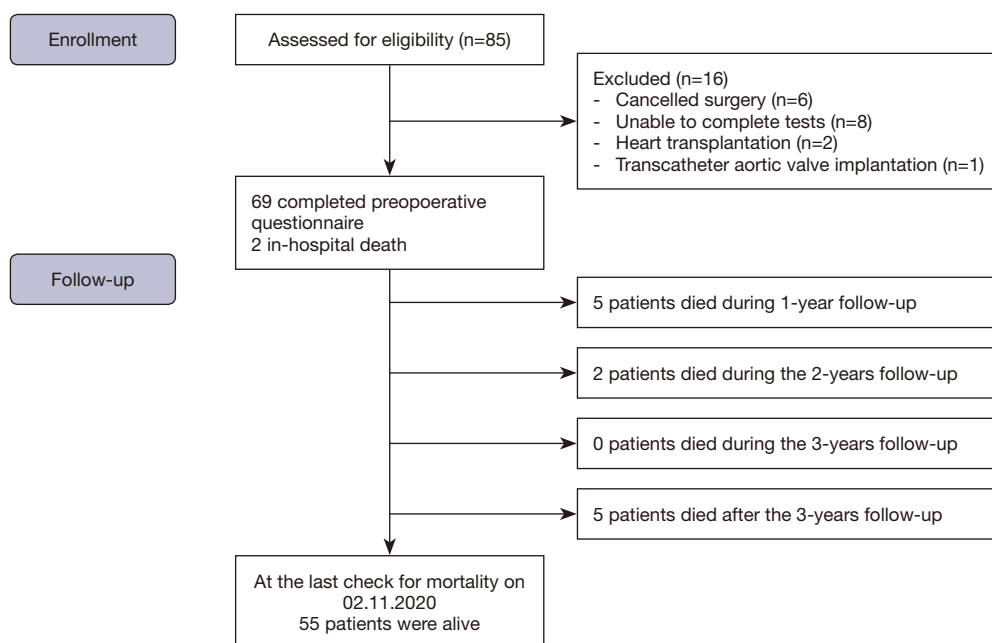 Enrollment
Assessed for eligibility (n=85)
Excluded (n=16)
- Cancelled surgery (n=6)
- Unable to complete tests (n=8)
- Heart transplantation (n=2)
- Transcatheter aortic valve implantation (n=1)
69 completed preopoerative
questionnaire
2 in-hospital death
Follow-up
5 patients died during 1-year follow-up
2 patients died during the 2-years follow-up
0 patients died during the 3-years follow-up
5 patients died after the 3-years follow-up
At the last check for mortality on
02.11.2020
55 patients were alive